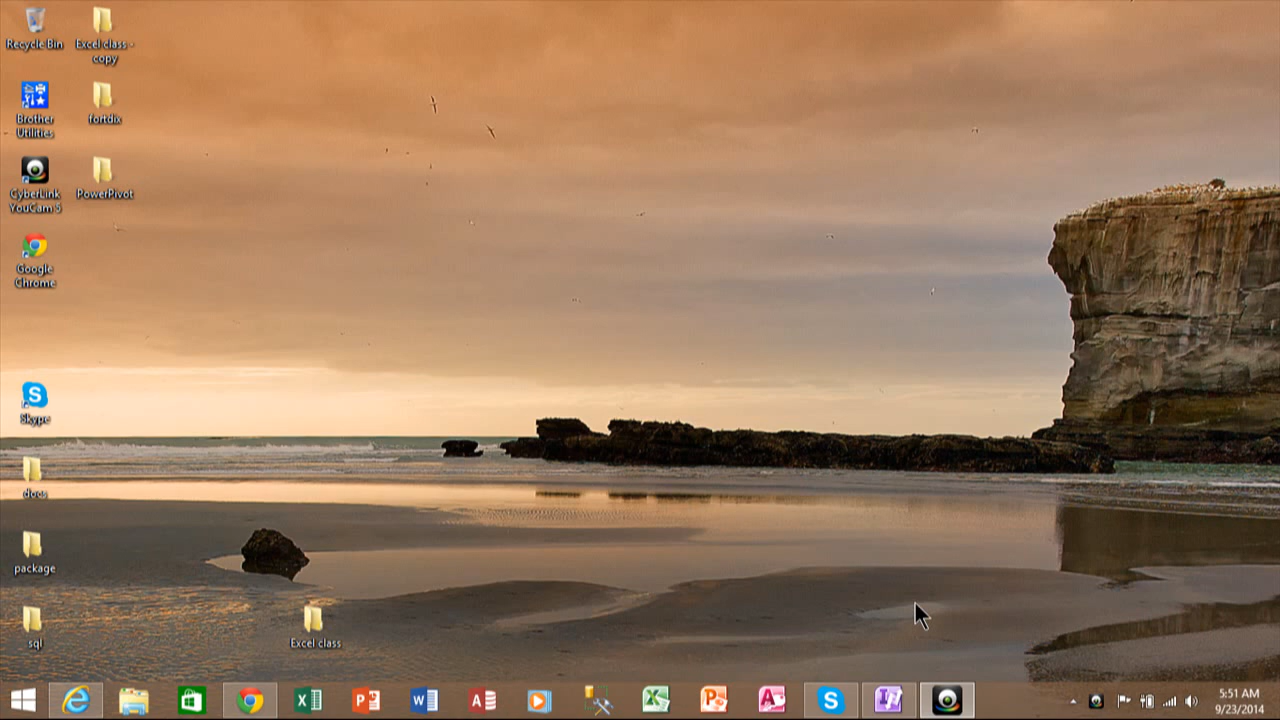 Recycle Bin
Excel class -
copy
Brother
Utilities
fortdix
CyberLink
YouCam 5
PowerPivot
Google
Chrome
Skype
docs
package
sql
Excel class
5:51 AM
9/23/2014